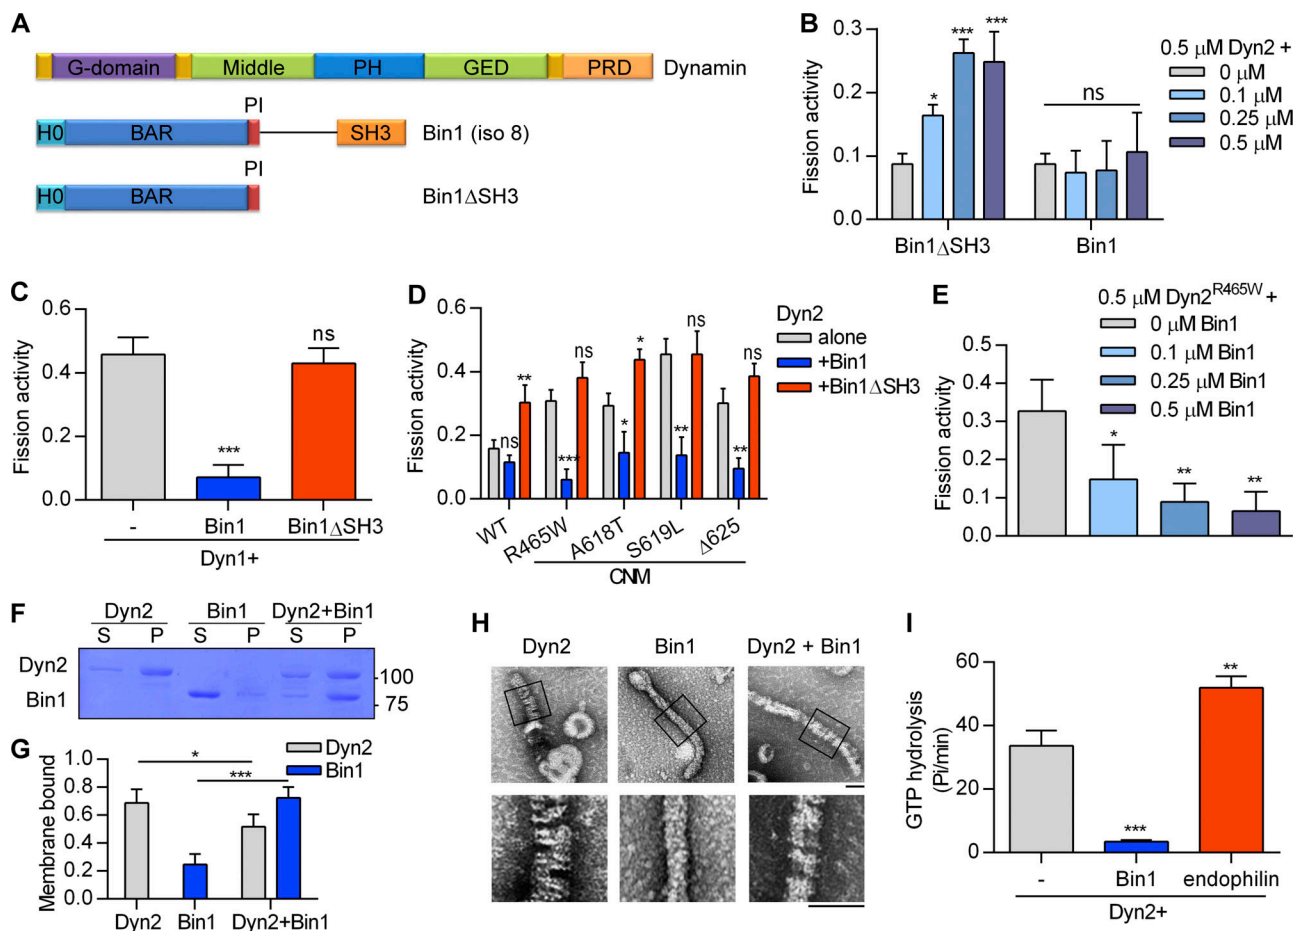 A
G-domain Middle PH GED PRD Dynamin
PI
H0 BAR SH3 Bin1 (iso 8)
PI
H0 BAR Bin1ΔSH3
B
Fission activity
0.3
0.2
0.1
0.0
* *** ***
ns
Bin1ΔSH3 Bin1
0.5 μM Dyn2 +
0 μM
0.1 μM
0.25 μM
0.5 μM
C
Fission activity
0.6
0.4
0.2
0.0
*** ns
- Bin1 Bin1ΔSH3
Dyn1+
D
Fission activity
0.6
0.4
0.2
0.0
ns ** *** ns * * ** ns ** ns
WT R465W A618T S619L Δ625
CNM
Dyn2
alone
+Bin1
+Bin1ΔSH3
E
0.5 μM Dyn2R465W +
0 μM Bin1
0.1 μM Bin1
0.25 μM Bin1
0.5 μM Bin1
Fission activity
0.5
0.4
0.3
0.2
0.1
0.0
* ** **
F
Dyn2 Bin1 Dyn2+Bin1
S P S P S P
Dyn2
Bin1
- 100
- 75
G
Membrane bound
1.0
0.8
0.6
0.4
0.2
0.0
* ***
Dyn2
Bin1
Dyn2 Bin1 Dyn2+Bin1
H
Dyn2 Bin1 Dyn2 + Bin1
I
GTP hydrolysis
(Pi/min)
60
40
20
0
*** **
- Bin1 endophilin
Dyn2+